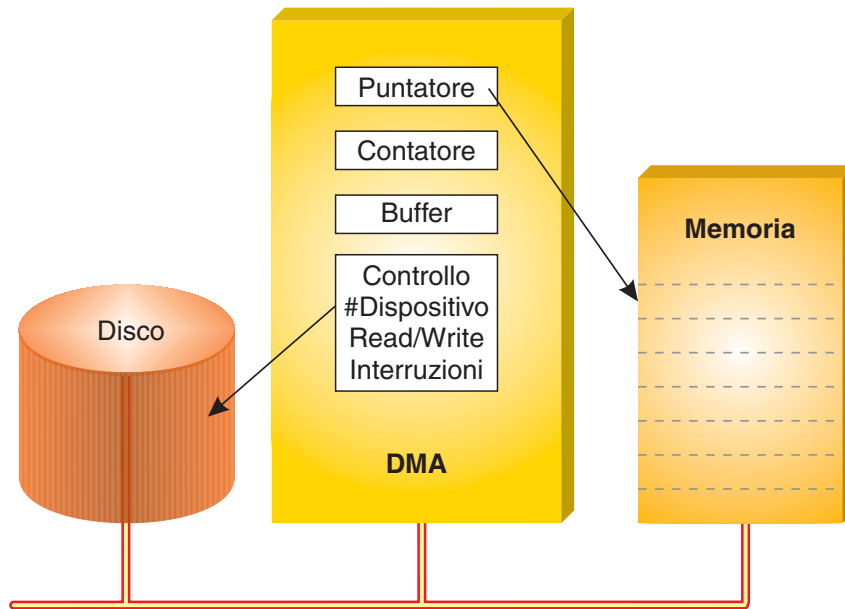 Puntatore
Contatore
Buffer
Controllo
#Dispositivo
Read/Write
Interruzioni
DMA
Disco
Memoria